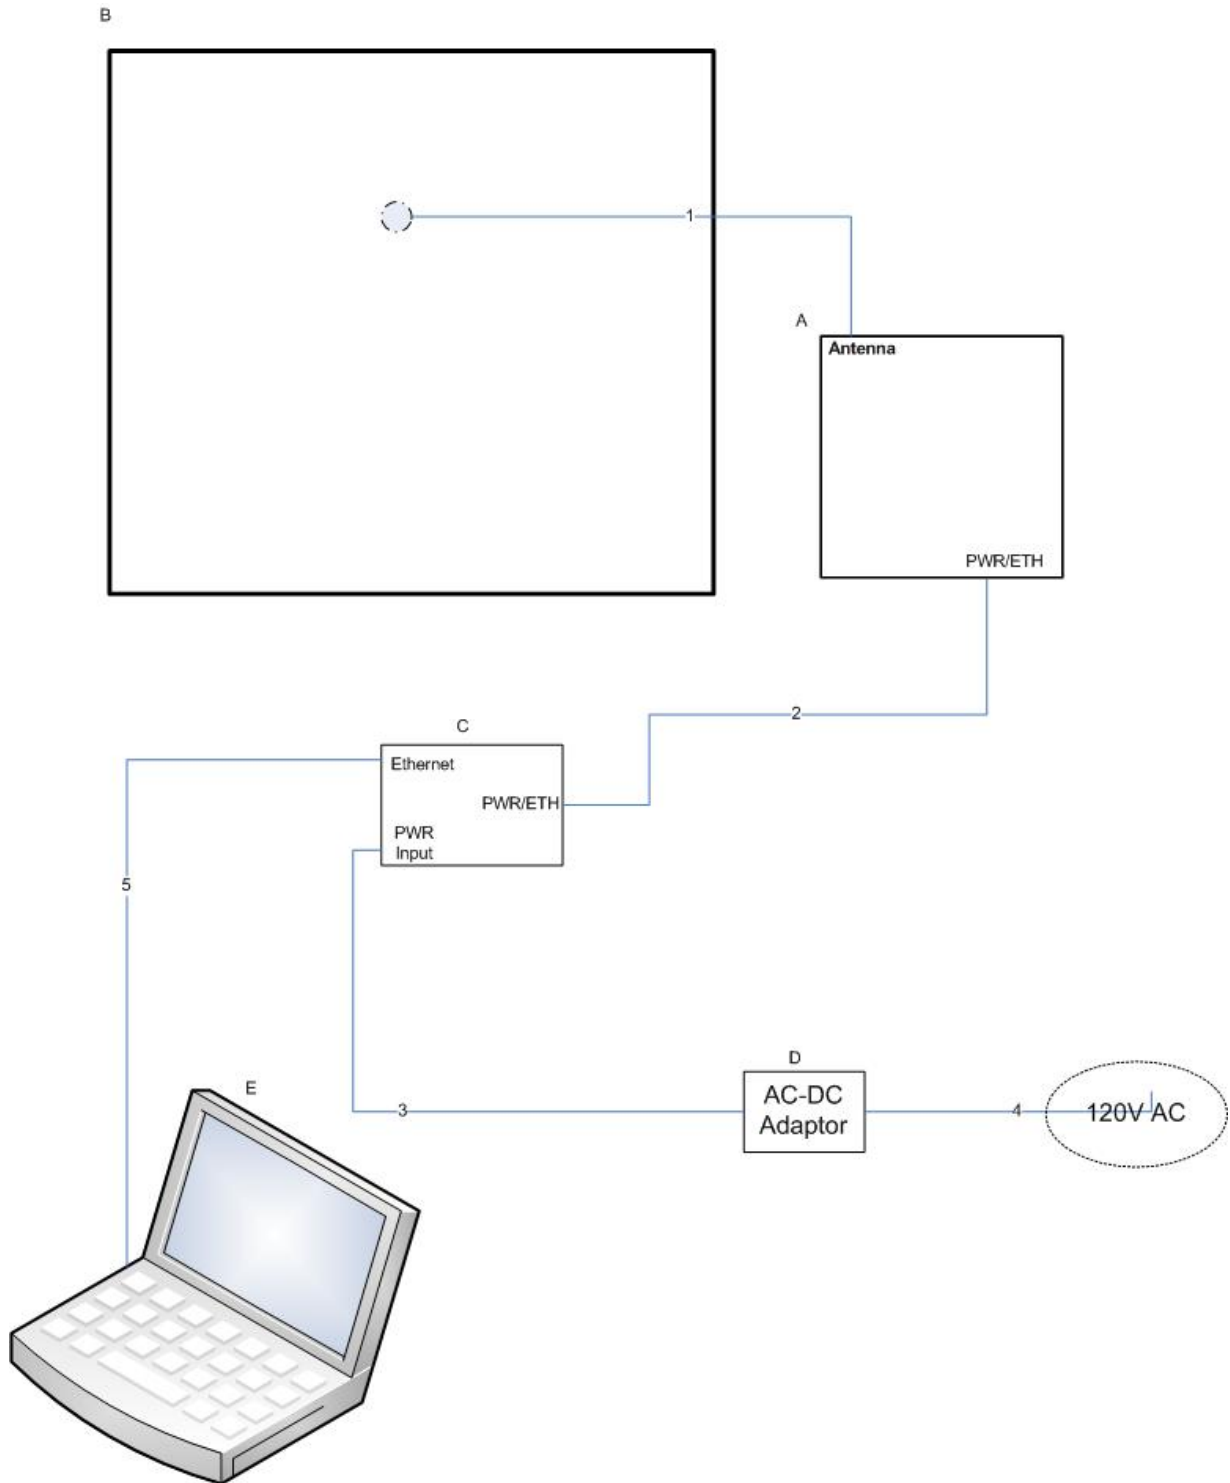 B
1
A
Antenna
PWR/ETH
2
C
Ethernet
PWR/ETH
PWR
Input
5
E
D
AC-DC
Adaptor
3
4
120V AC